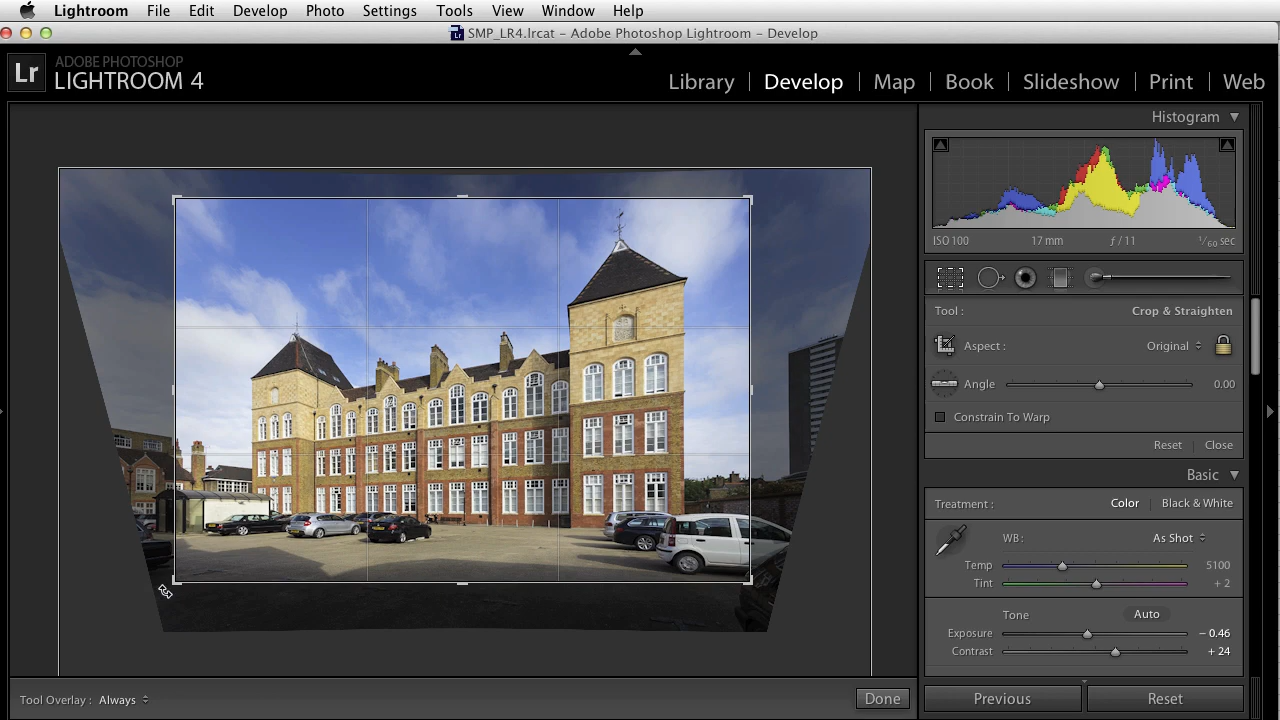 Lightroom File Edit Develop Photo Settings Tools View Window Help
SMP_LR4.lrcat – Adobe Photoshop Lightroom – Develop
Lr ADOBE PHOTOSHOP
LIGHTROOM 4
Library | Develop | Map | Book | Slideshow | Print | Web
Histogram
ISO 100 17 mm ƒ / 11 1/60 sec
Tool : Crop & Straighten
Aspect : Original
Angle 0.00
Constrain To Warp
Reset Close
Basic
Treatment : Color | Black & White
WB : As Shot
Temp 5100
Tint + 2
Tone Auto
Exposure − 0.46
Contrast + 24
Tool Overlay : Always Done Previous Reset